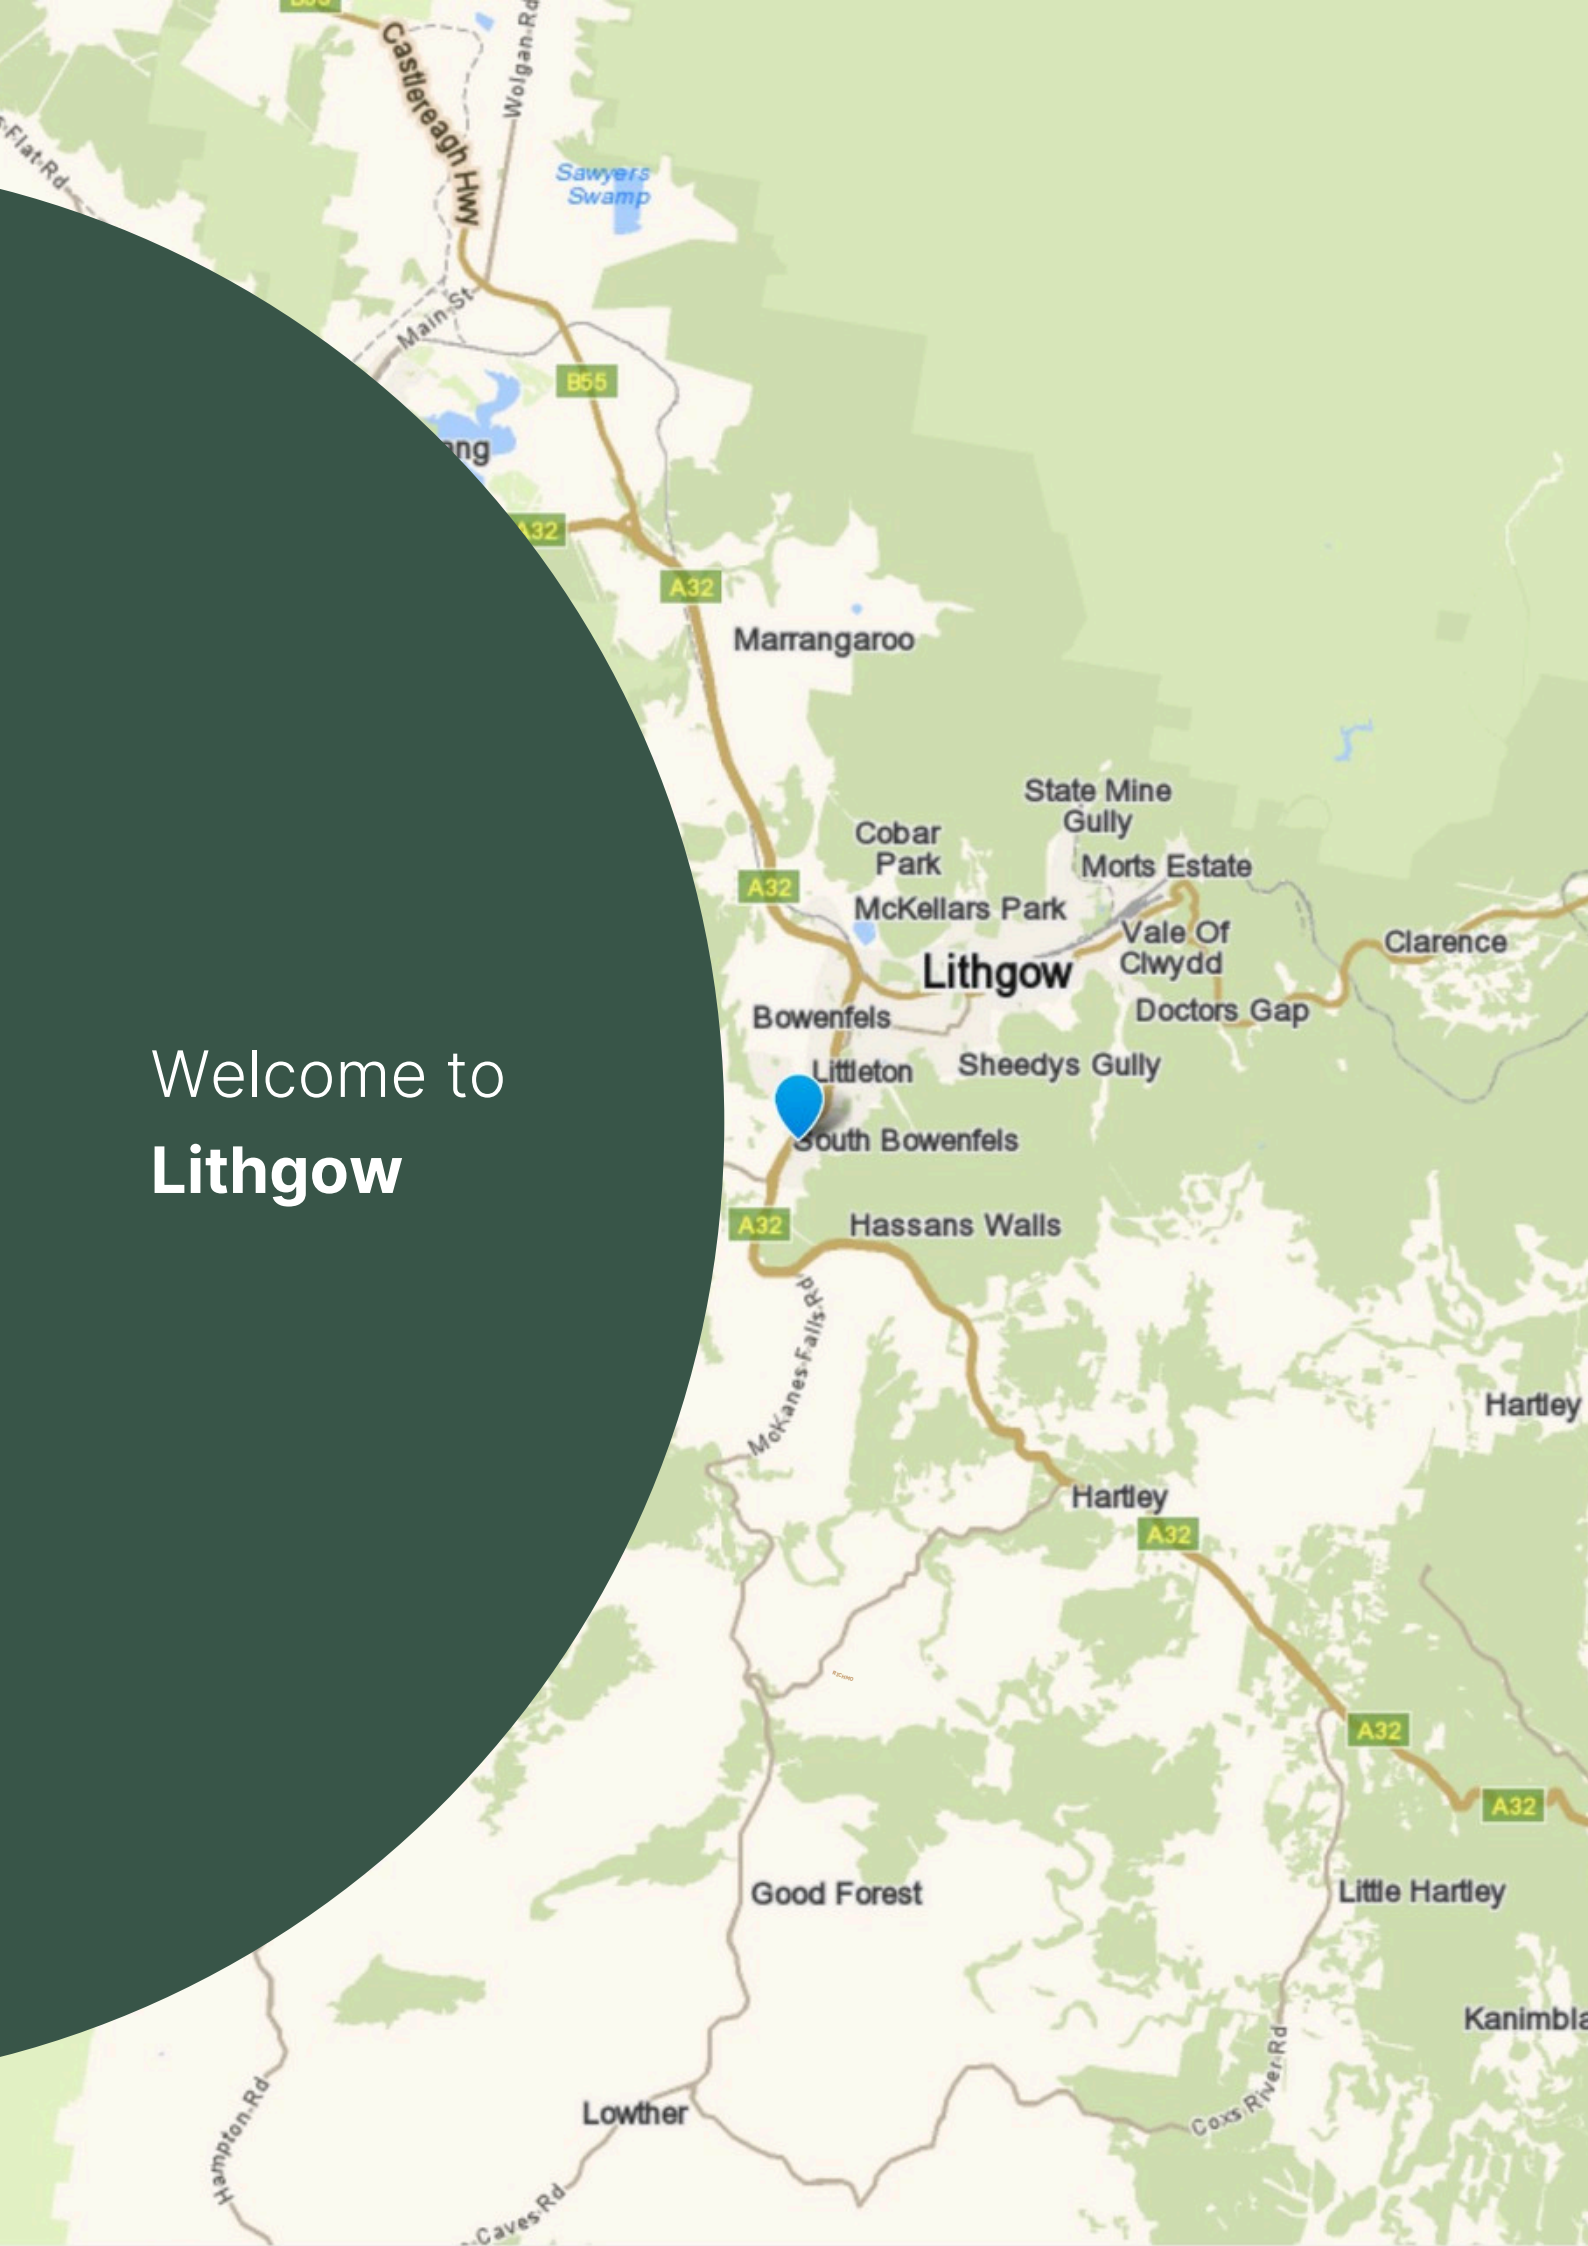 B55
Castlereagh Hwy
Wolgan Rd
s Flat Rd
Sawyers
Swamp
Main St
B55
ang
A32
A32
Marrangaroo
State Mine
Gully
Cobar
Park
Morts Estate
A32
McKellars Park
Vale Of
Clwydd
Clarence
Lithgow
Bowenfels
Doctors Gap
Littleton
Sheedys Gully
Welcome to
Lithgow
South Bowenfels
A32
Hassans Walls
McKanes Falls Rd
Hartley
Hartley
A32
A32
A32
Good Forest
Little Hartley
Kanimbla
Coxs River Rd
Lowther
Hampton Rd
Caves Rd